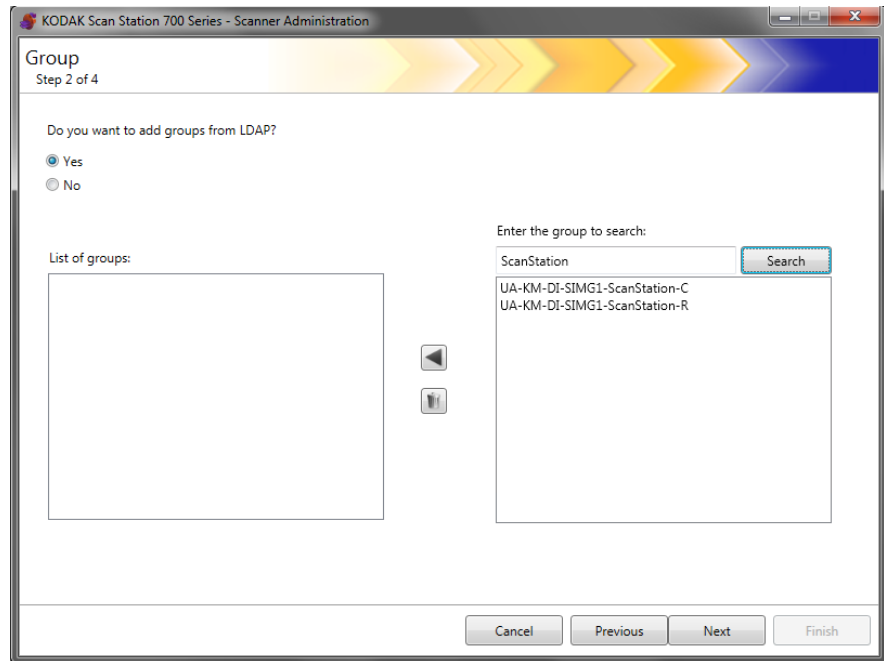 KODAK Scan Station 700 Series - Scanner Administration
Group
Step 2 of 4
Do you want to add groups from LDAP?
Yes
No
Enter the group to search:
List of groups:
ScanStation
Search
UA-KM-DI-SIMG1-ScanStation-C
UA-KM-DI-SIMG1-ScanStation-R
Cancel
Previous
Next
Finish